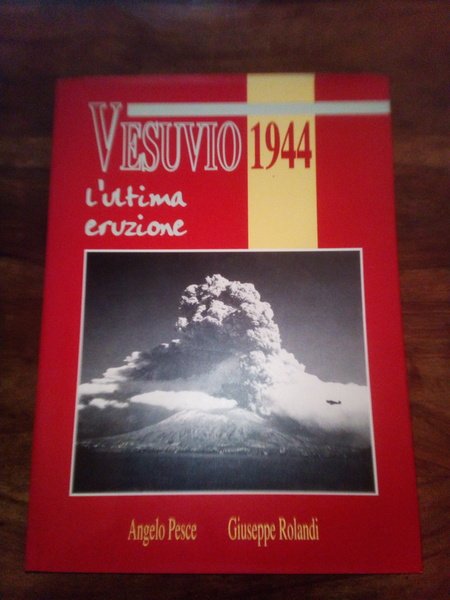 VESUVIO 1944
l'ultima
eruzione
Angelo Pesce Giuseppe Rolandi